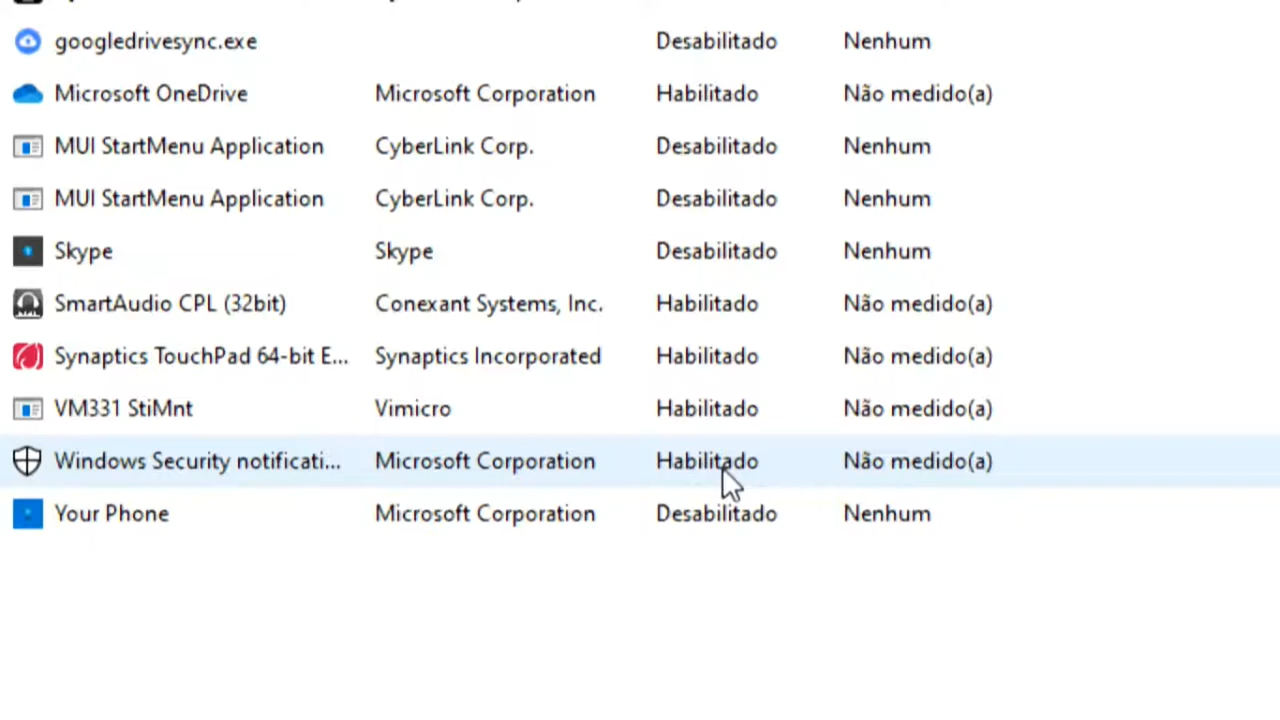 googledrivesync.exe Desabilitado Nenhum
Microsoft OneDrive Microsoft Corporation Habilitado Não medido(a)
MUI StartMenu Application CyberLink Corp. Desabilitado Nenhum
MUI StartMenu Application CyberLink Corp. Desabilitado Nenhum
Skype Skype Desabilitado Nenhum
SmartAudio CPL (32bit) Conexant Systems, Inc. Habilitado Não medido(a)
Synaptics TouchPad 64-bit E... Synaptics Incorporated Habilitado Não medido(a)
VM331 StiMnt Vimicro Habilitado Não medido(a)
Windows Security notificati... Microsoft Corporation Habilitado Não medido(a)
Your Phone Microsoft Corporation Desabilitado Nenhum